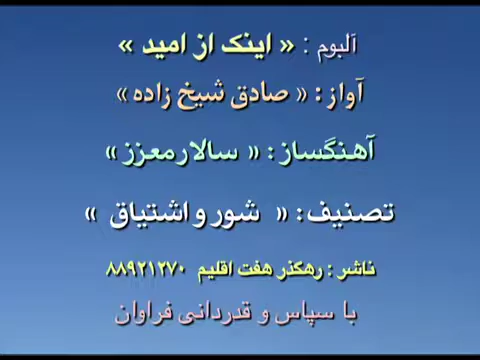 آلبوم : « اینک از امید »
آواز : « صادق شیخ زاده »
آهنگساز : « سالار معزز »
تصنیف : « شور و اشتیاق »
ناشر : رهگذر هفت اقلیم ۸۸۹۲۱۲۷۰
با سپاس و قدردانی فراوان